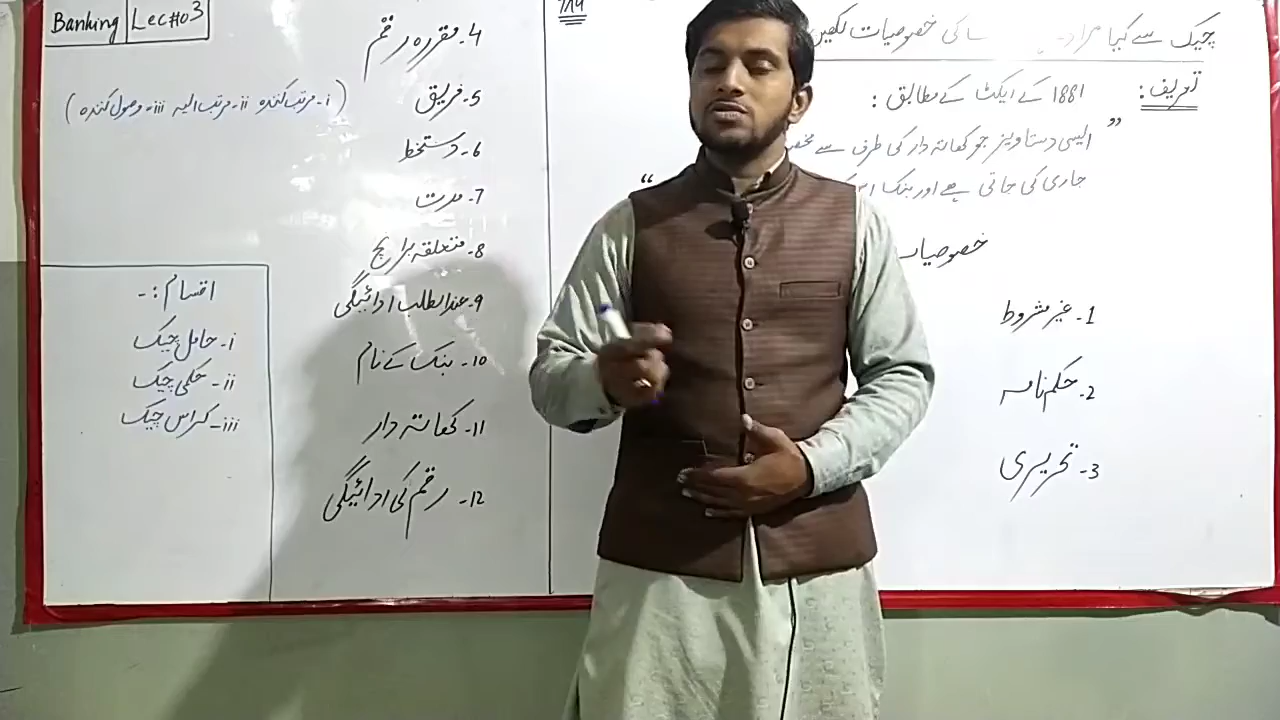 Banking Lec#03
786
چیک سے کیا مراد کی خصوصیات لکھیں
تعریف :
1881 کے ایکٹ کے مطابق :
" ایسی دستاویز جو کھاتہ دار کی طرف سے
جاری کی جاتی ہے اور بنک "
خصوصیات
1- غیر مشروط
2- حکم نامہ
3- تحریری
4- مقررہ رقم
5- فریق ( i- مرتب کنندہ ii- مرتب الیہ iii- وصول کنندہ )
6- دستخط
7- مدت
8- متعلقہ برانچ
9- عندالطلب ادائیگی
10- بنک کے نام
11- کھاتہ دار
12- رقم کی ادائیگی
اقسام :-
i- حامل چیک
ii- حکمی چیک
iii- کراس چیک